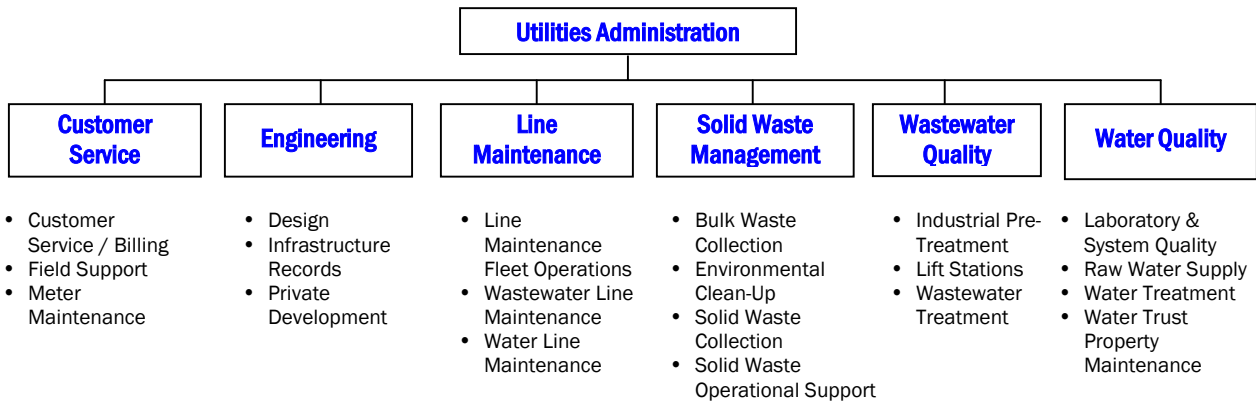 Utilities Administration
Customer
Service
Engineering
Line
Maintenance
Solid Waste
Management
Wastewater
Quality
Water Quality
• Customer
Service / Billing
• Field Support
• Meter
Maintenance
• Design
• Infrastructure
Records
• Private
Development
• Line
Maintenance
Fleet Operations
• Wastewater Line
Maintenance
• Water Line
Maintenance
• Bulk Waste
Collection
• Environmental
Clean-Up
• Solid Waste
Collection
• Solid Waste
Operational Support
• Industrial Pre-
Treatment
• Lift Stations
• Wastewater
Treatment
• Laboratory &
System Quality
• Raw Water Supply
• Water Treatment
• Water Trust
Property
Maintenance